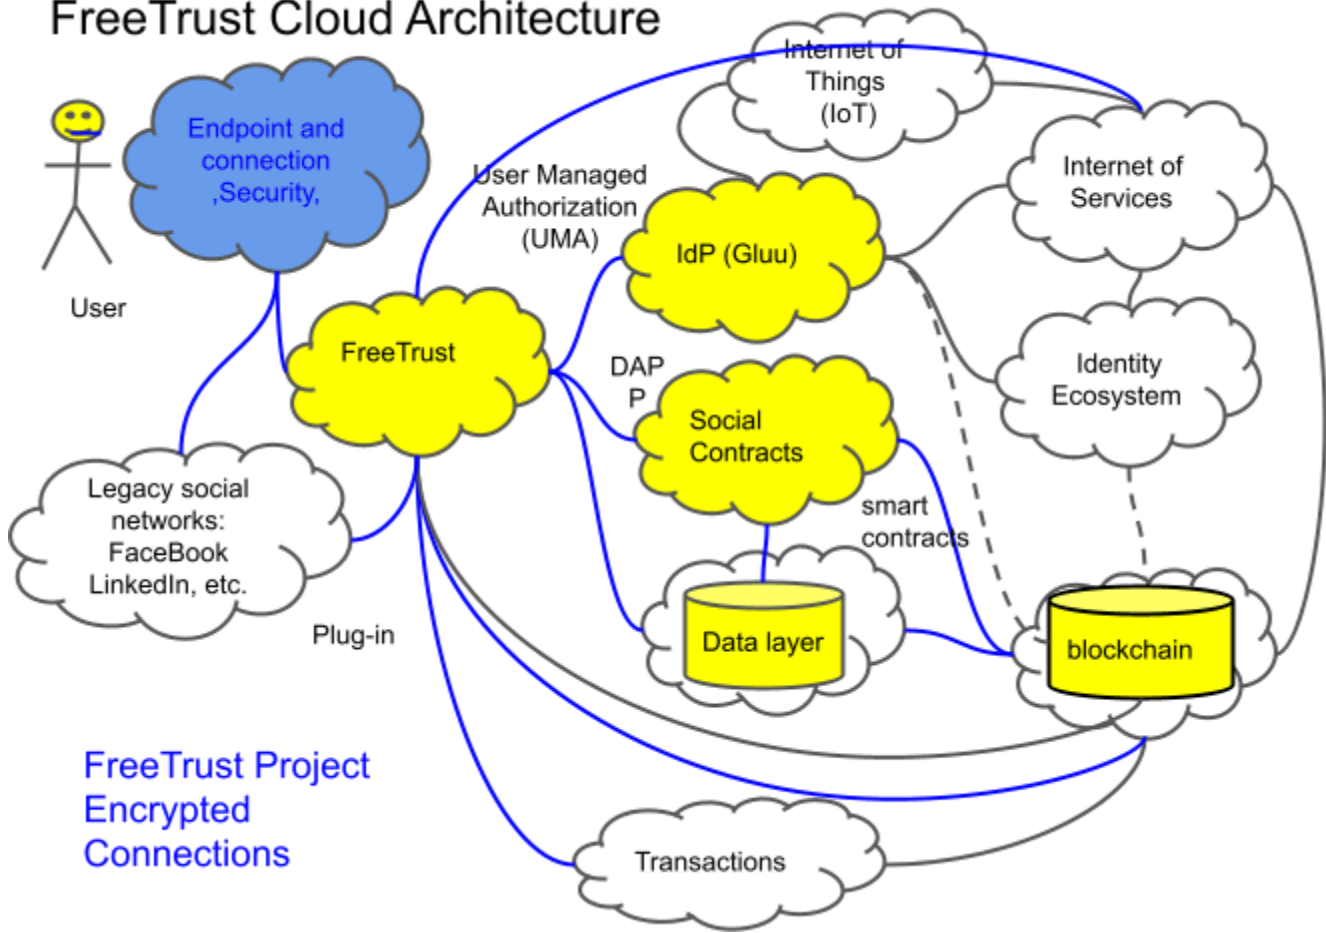 FreeTrust Cloud Architecture
Internet of
Things
(IoT)
Endpoint and
connection
,Security,
Internet of
Services
User Managed
Authorization
(UMA)
IdP (Gluu)
User
FreeTrust
DAP
P
Identity
Ecosystem
Social
Contracts
Legacy social
networks:
FaceBook
LinkedIn, etc.
smart
contracts
Plug-in
Data layer
blockchain
FreeTrust Project
Encrypted
Connections
Transactions